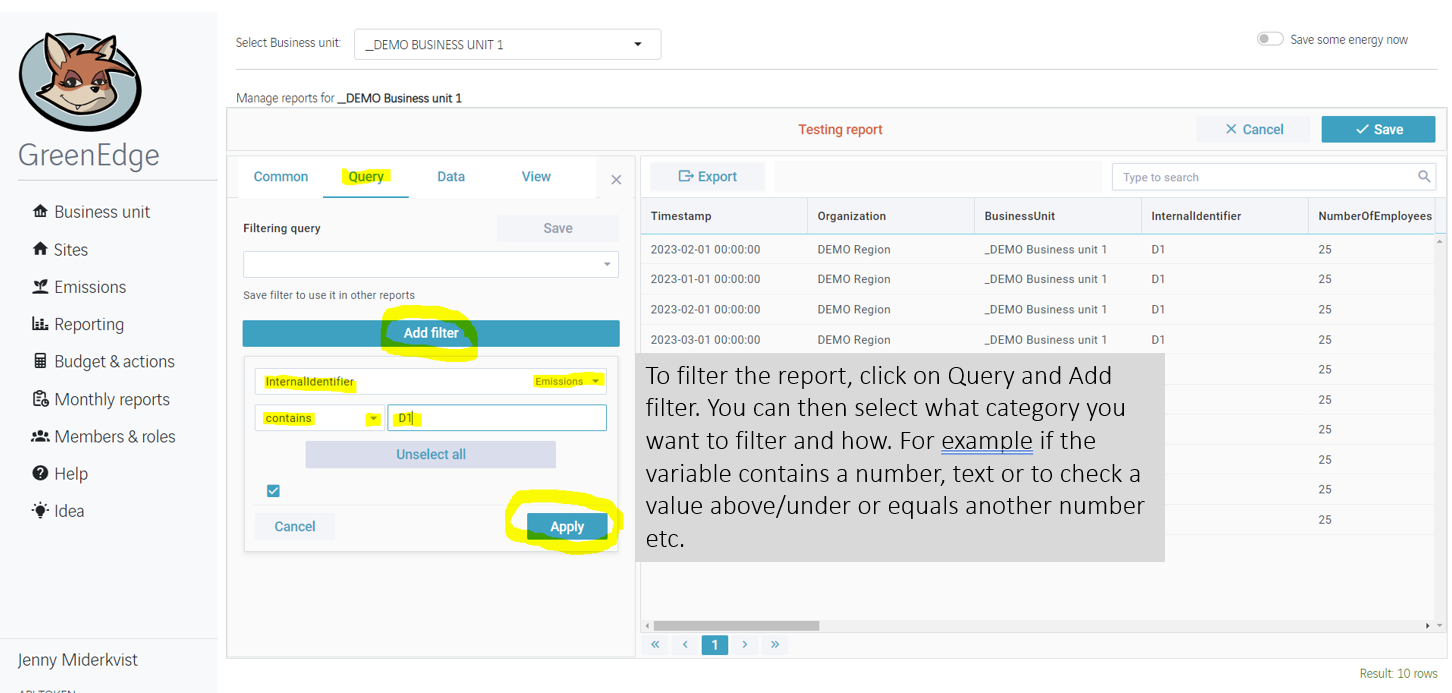 Select Business unit:
_DEMO BUSINESS UNIT 1
Save some energy now
GreenEdge
Business unit
Sites
Emissions
Reporting
Budget & actions
Monthly reports
Members & roles
Help
Idea
Jenny Miderkvist
API TOKEN
Manage reports for _DEMO Business unit 1
Testing report
Cancel
Save
Common
Query
Data
View
Filtering query
Save
Save filter to use it in other reports
Add filter
InternalIdentifier
Emissions
contains
D1
Unselect all
Cancel
Apply
Export
Type to search
Timestamp Organization BusinessUnit InternalIdentifier NumberOfEmployees
2023-02-01 00:00:00 DEMO Region _DEMO Business unit 1 D1 25
2023-01-01 00:00:00 DEMO Region _DEMO Business unit 1 D1 25
2023-02-01 00:00:00 DEMO Region _DEMO Business unit 1 D1 25
2023-03-01 00:00:00 DEMO Region _DEMO Business unit 1 D1 25
25
25
25
25
25
25
To filter the report, click on Query and Add
filter. You can then select what category you
want to filter and how. For example if the
variable contains a number, text or to check a
value above/under or equals another number
etc.
1
Result: 10 rows